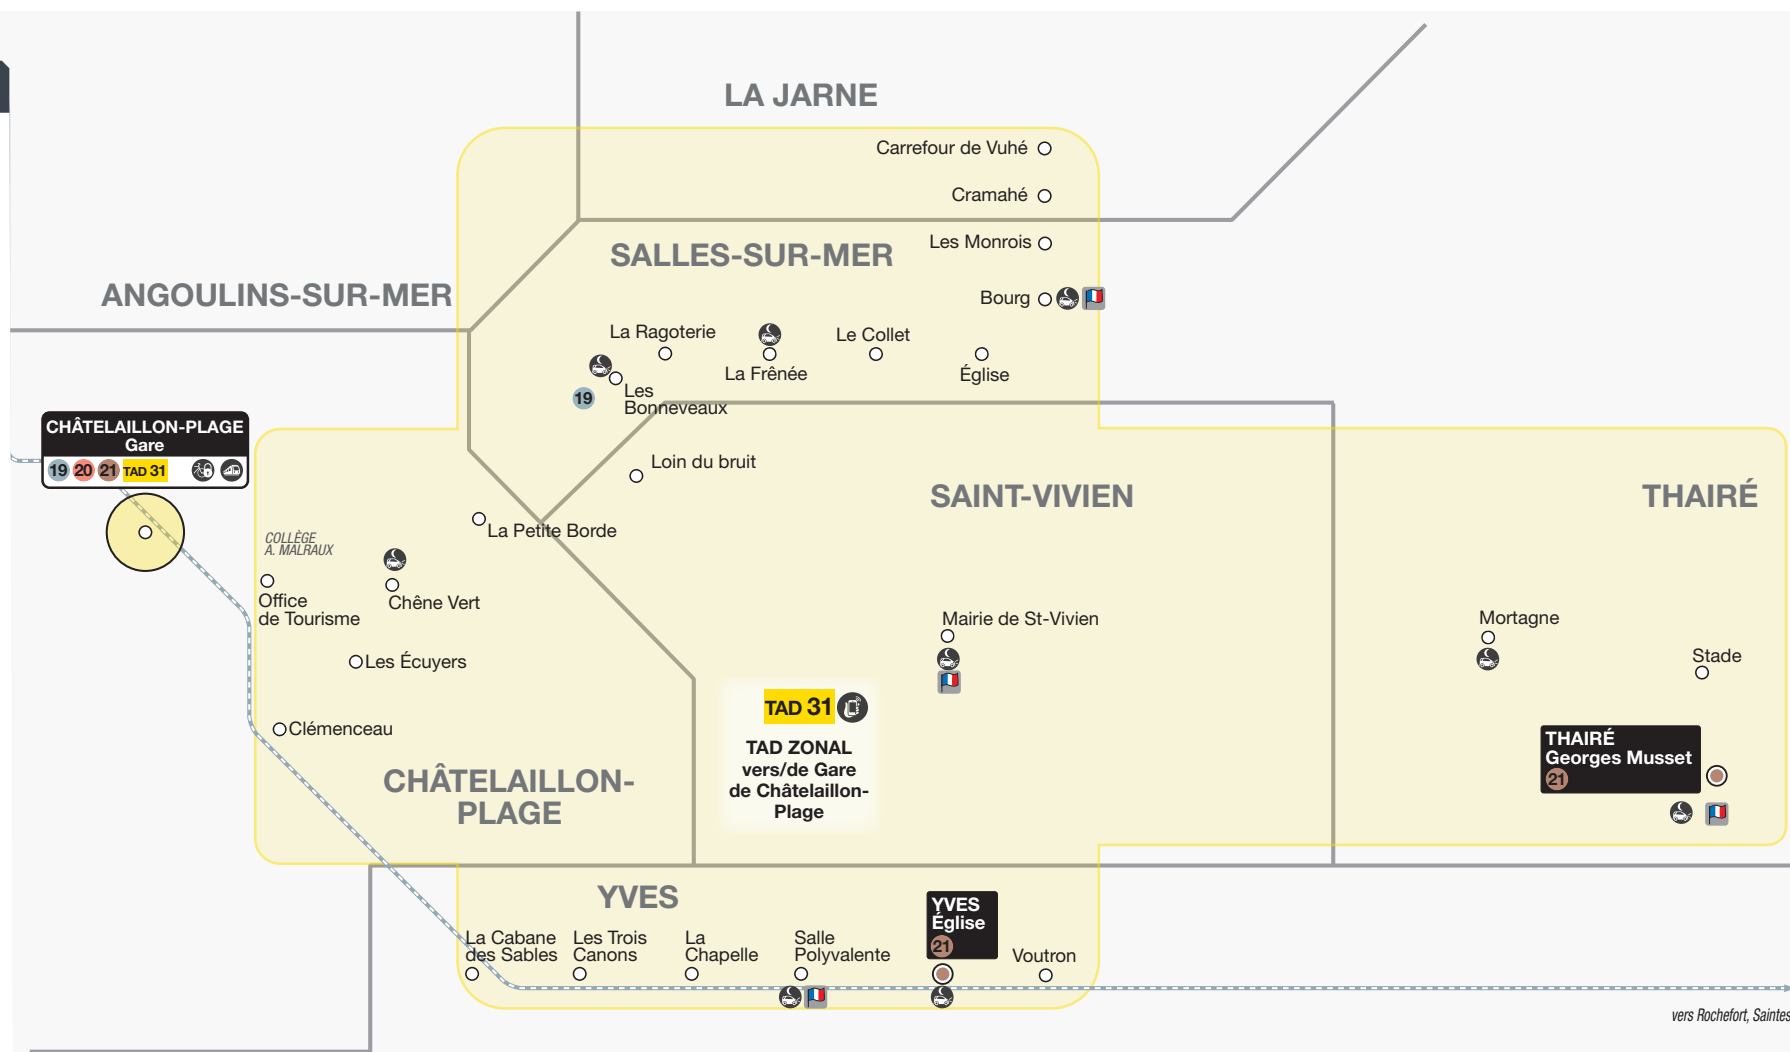 LA JARNE
Carrefour de Vuhé
Cramahé
SALLES-SUR-MER
Les Monrois
ANGOULINS-SUR-MER
Bourg
La Ragoterie
Le Collet
La Frênée
Église
19
Les
Bonneveaux
CHÂTELAILLON-PLAGE
Gare
19 20 21 TAD 31
Loin du bruit
SAINT-VIVIEN
THAIRÉ
La Petite Borde
COLLÈGE
A. MALRAUX
Office
de Tourisme
Chêne Vert
Mairie de St-Vivien
Mortagne
Les Écuyers
Stade
TAD 31
Clémenceau
TAD ZONAL
vers/de Gare
de Châtelaillon-
Plage
THAIRÉ
Georges Musset
21
CHÂTELAILLON-
PLAGE
YVES
YVES
Église
21
La Cabane
des Sables
Les Trois
Canons
La
Chapelle
Salle
Polyvalente
Voutron
vers Rochefort, Saintes